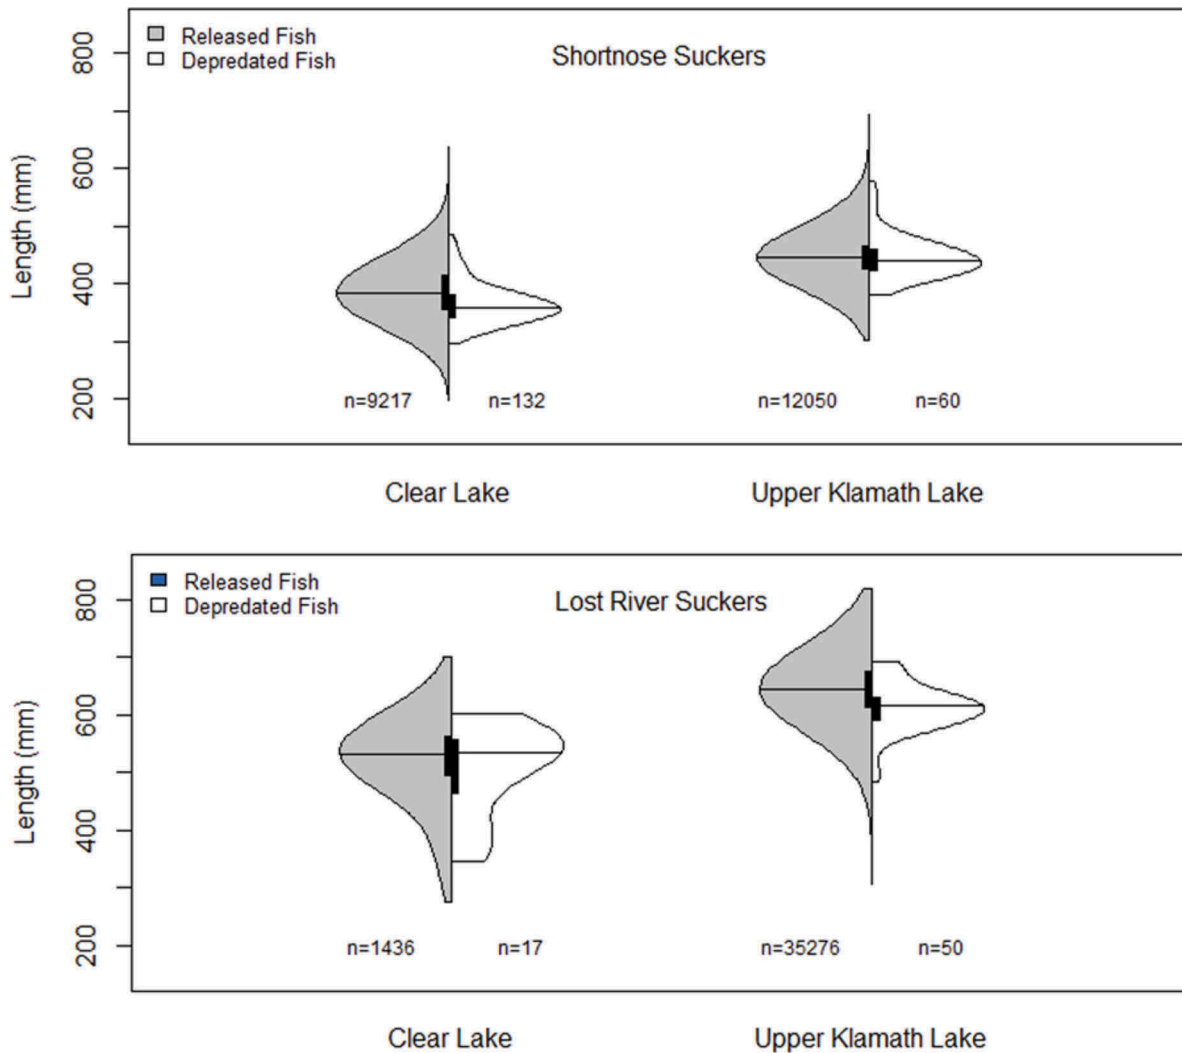 Released Fish
Depredated Fish
Shortnose Suckers
Length (mm)
800
600
400
200
n=9217
n=132
n=12050
n=60
Clear Lake
Upper Klamath Lake
Released Fish
Depredated Fish
Lost River Suckers
Length (mm)
800
600
400
200
n=1436
n=17
n=35276
n=50
Clear Lake
Upper Klamath Lake